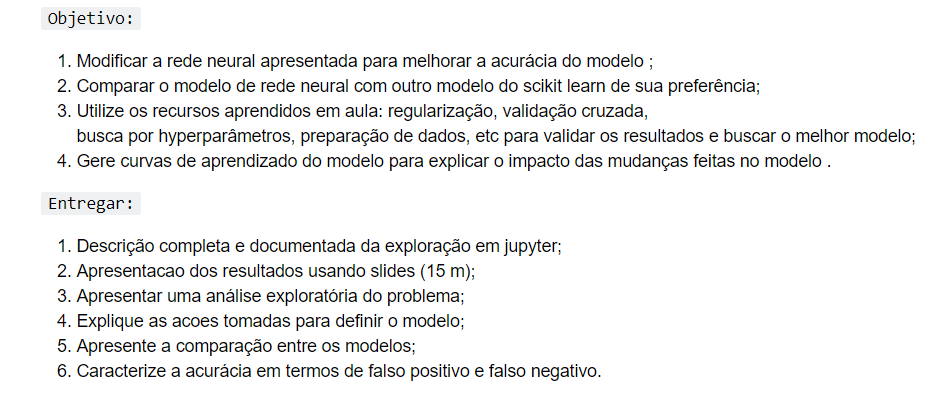 Objetivo:
1. Modificar a rede neural apresentada para melhorar a acurácia do modelo ;
2. Comparar o modelo de rede neural com outro modelo do scikit learn de sua preferência;
3. Utilize os recursos aprendidos em aula: regularização, validação cruzada,
busca por hyperparâmetros, preparação de dados, etc para validar os resultados e buscar o melhor modelo;
4. Gere curvas de aprendizado do modelo para explicar o impacto das mudanças feitas no modelo .
Entregar:
1. Descrição completa e documentada da exploração em jupyter;
2. Apresentacao dos resultados usando slides (15 m);
3. Apresentar uma análise exploratória do problema;
4. Explique as acoes tomadas para definir o modelo;
5. Apresente a comparação entre os modelos;
6. Caracterize a acurácia em termos de falso positivo e falso negativo.